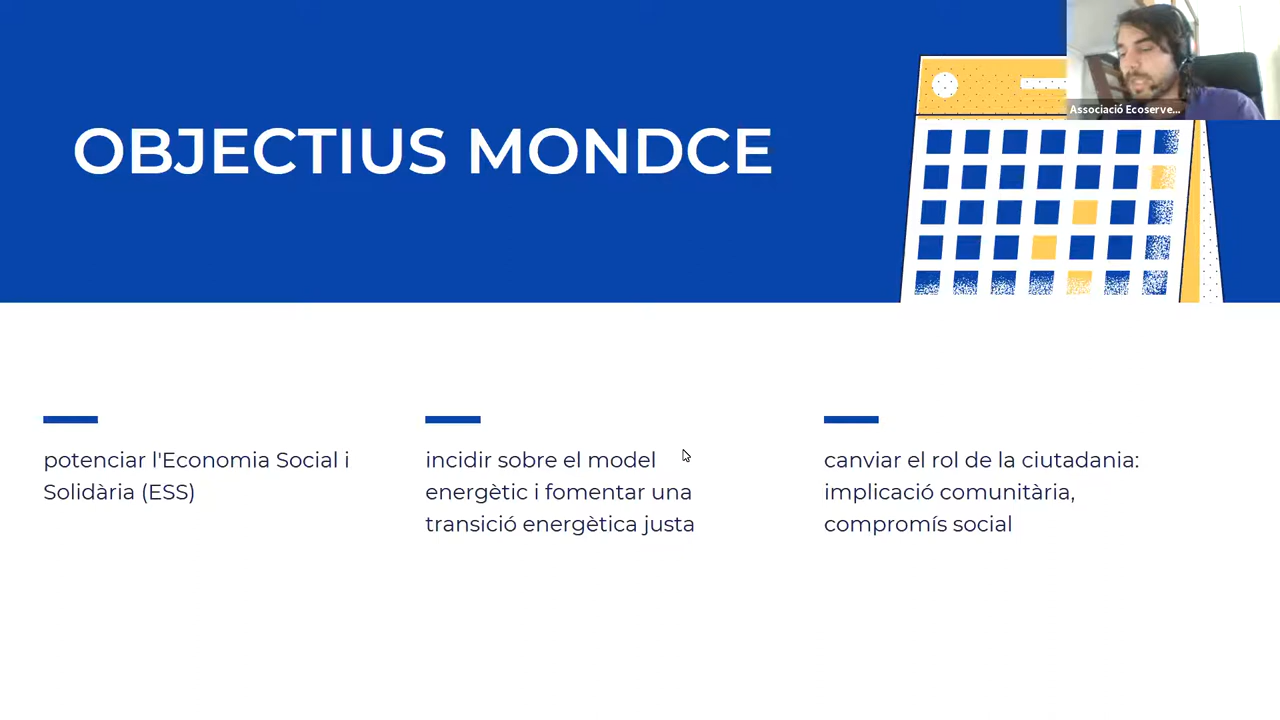 OBJECTIUS MONDCE
Associació Ecoserve...
potenciar l'Economia Social i
Solidària (ESS)
incidir sobre el model
energètic i fomentar una
transició energètica justa
canviar el rol de la ciutadania:
implicació comunitària,
compromís social